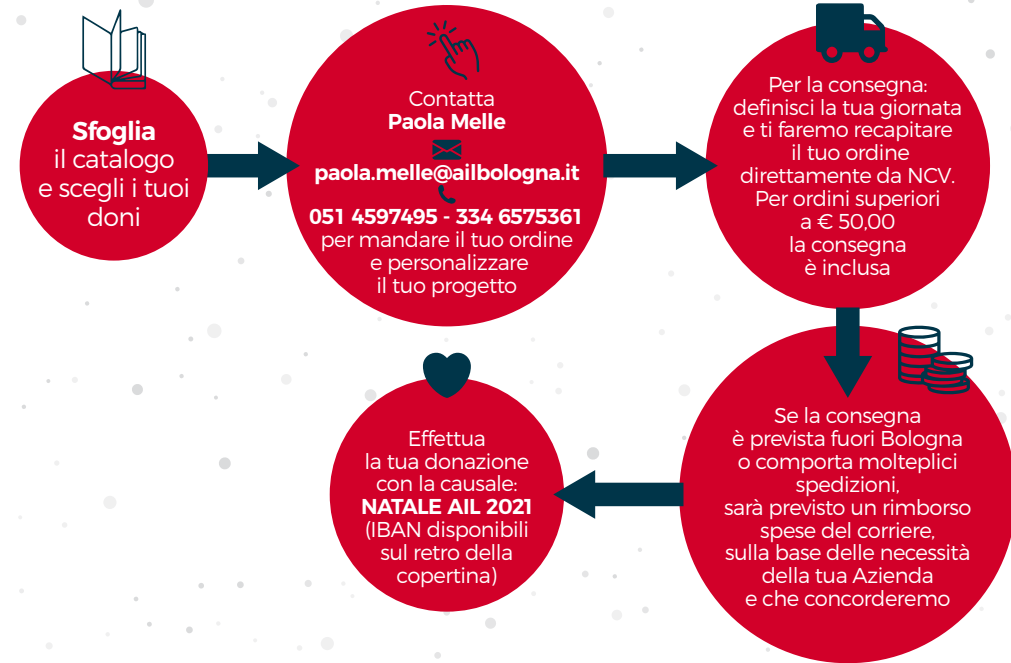 Sfoglia
il catalogo
e scegli i tuoi
doni
Contatta
Paola Melle
paola.melle@ailbologna.it
051 4597495 - 334 6575361
per mandare il tuo ordine
e personalizzare
il tuo progetto
Per la consegna:
definisci la tua giornata
e ti faremo recapitare
il tuo ordine
direttamente da NCV.
Per ordini superiori
a € 50,00
la consegna
è inclusa
Se la consegna
è prevista fuori Bologna
o comporta molteplici
spedizioni,
sarà previsto un rimborso
spese del corriere,
sulla base delle necessità
della tua Azienda
e che concorderemo
Effettua
la tua donazione
con la causale:
NATALE AIL 2021
(IBAN disponibili
sul retro della
copertina)